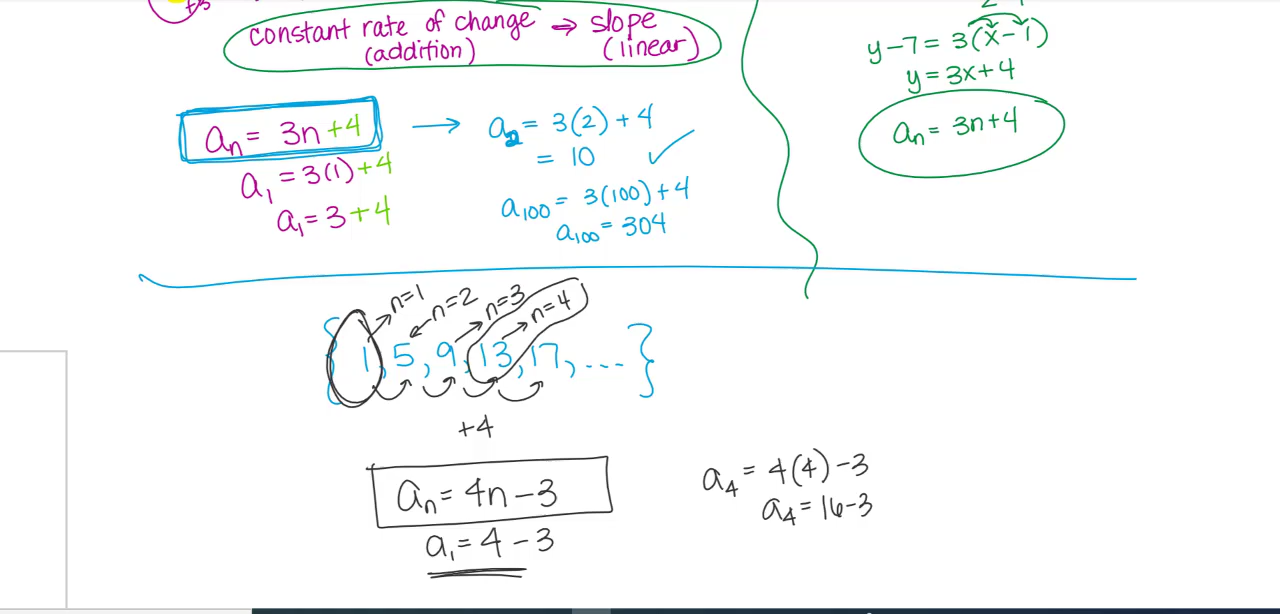 constant rate of change ⇒ slope
(addition) (linear)
aₙ = 3n + 4 → a₂ = 3(2) + 4
= 10 ✓
a₁ = 3(1) + 4
a₁ = 3 + 4
a₁₀₀ = 3(100) + 4
a₁₀₀ = 304
y - 7 = 3(x - 1)
y = 3x + 4
aₙ = 3n + 4
n=1 n=2 n=3 n=4
{ 1, 5, 9, 13, 17, ... }
+4
aₙ = 4n - 3
a₁ = 4 - 3
a₄ = 4(4) - 3
a₄ = 16 - 3